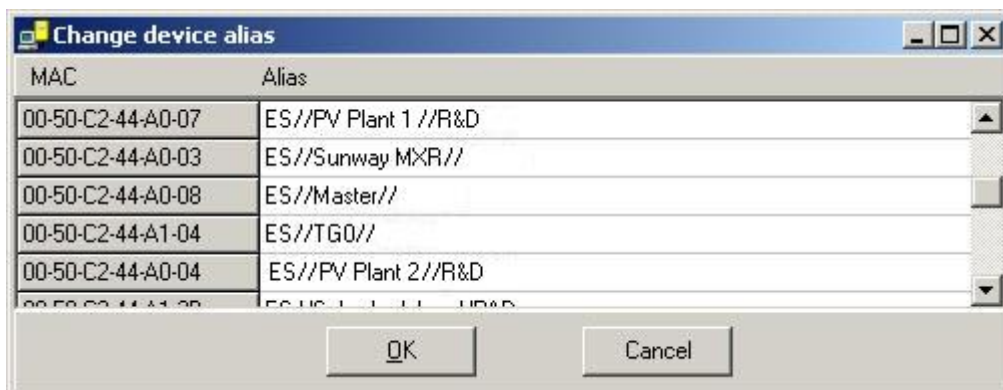 Change device alias
MAC Alias
00-50-C2-44-A0-07 ES//PV Plant 1 //R&D
00-50-C2-44-A0-03 ES//Sunway MXR//
00-50-C2-44-A0-08 ES//Master//
00-50-C2-44-A1-04 ES//TG0//
00-50-C2-44-A0-04 ES//PV Plant 2//R&D
OK Cancel